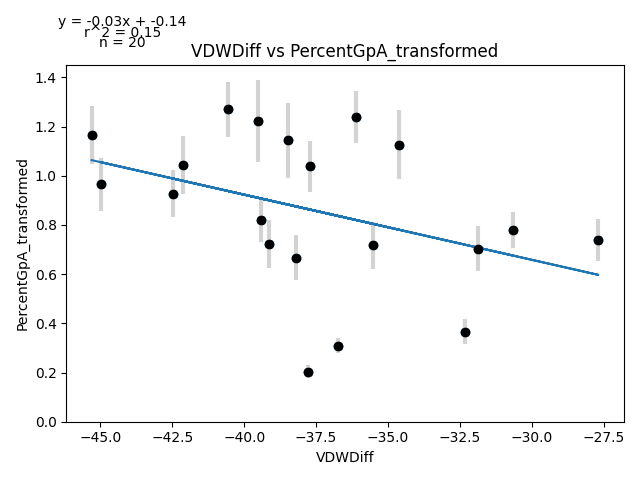 y = -0.03x + -0.14
r^2 = 0.15
n = 20
VDWDiff vs PercentGpA_transformed
PercentGpA_transformed
1.4
1.2
1.0
0.8
0.6
0.4
0.2
0.0
−45.0 −42.5 −40.0 −37.5 −35.0 −32.5 −30.0 −27.5
VDWDiff